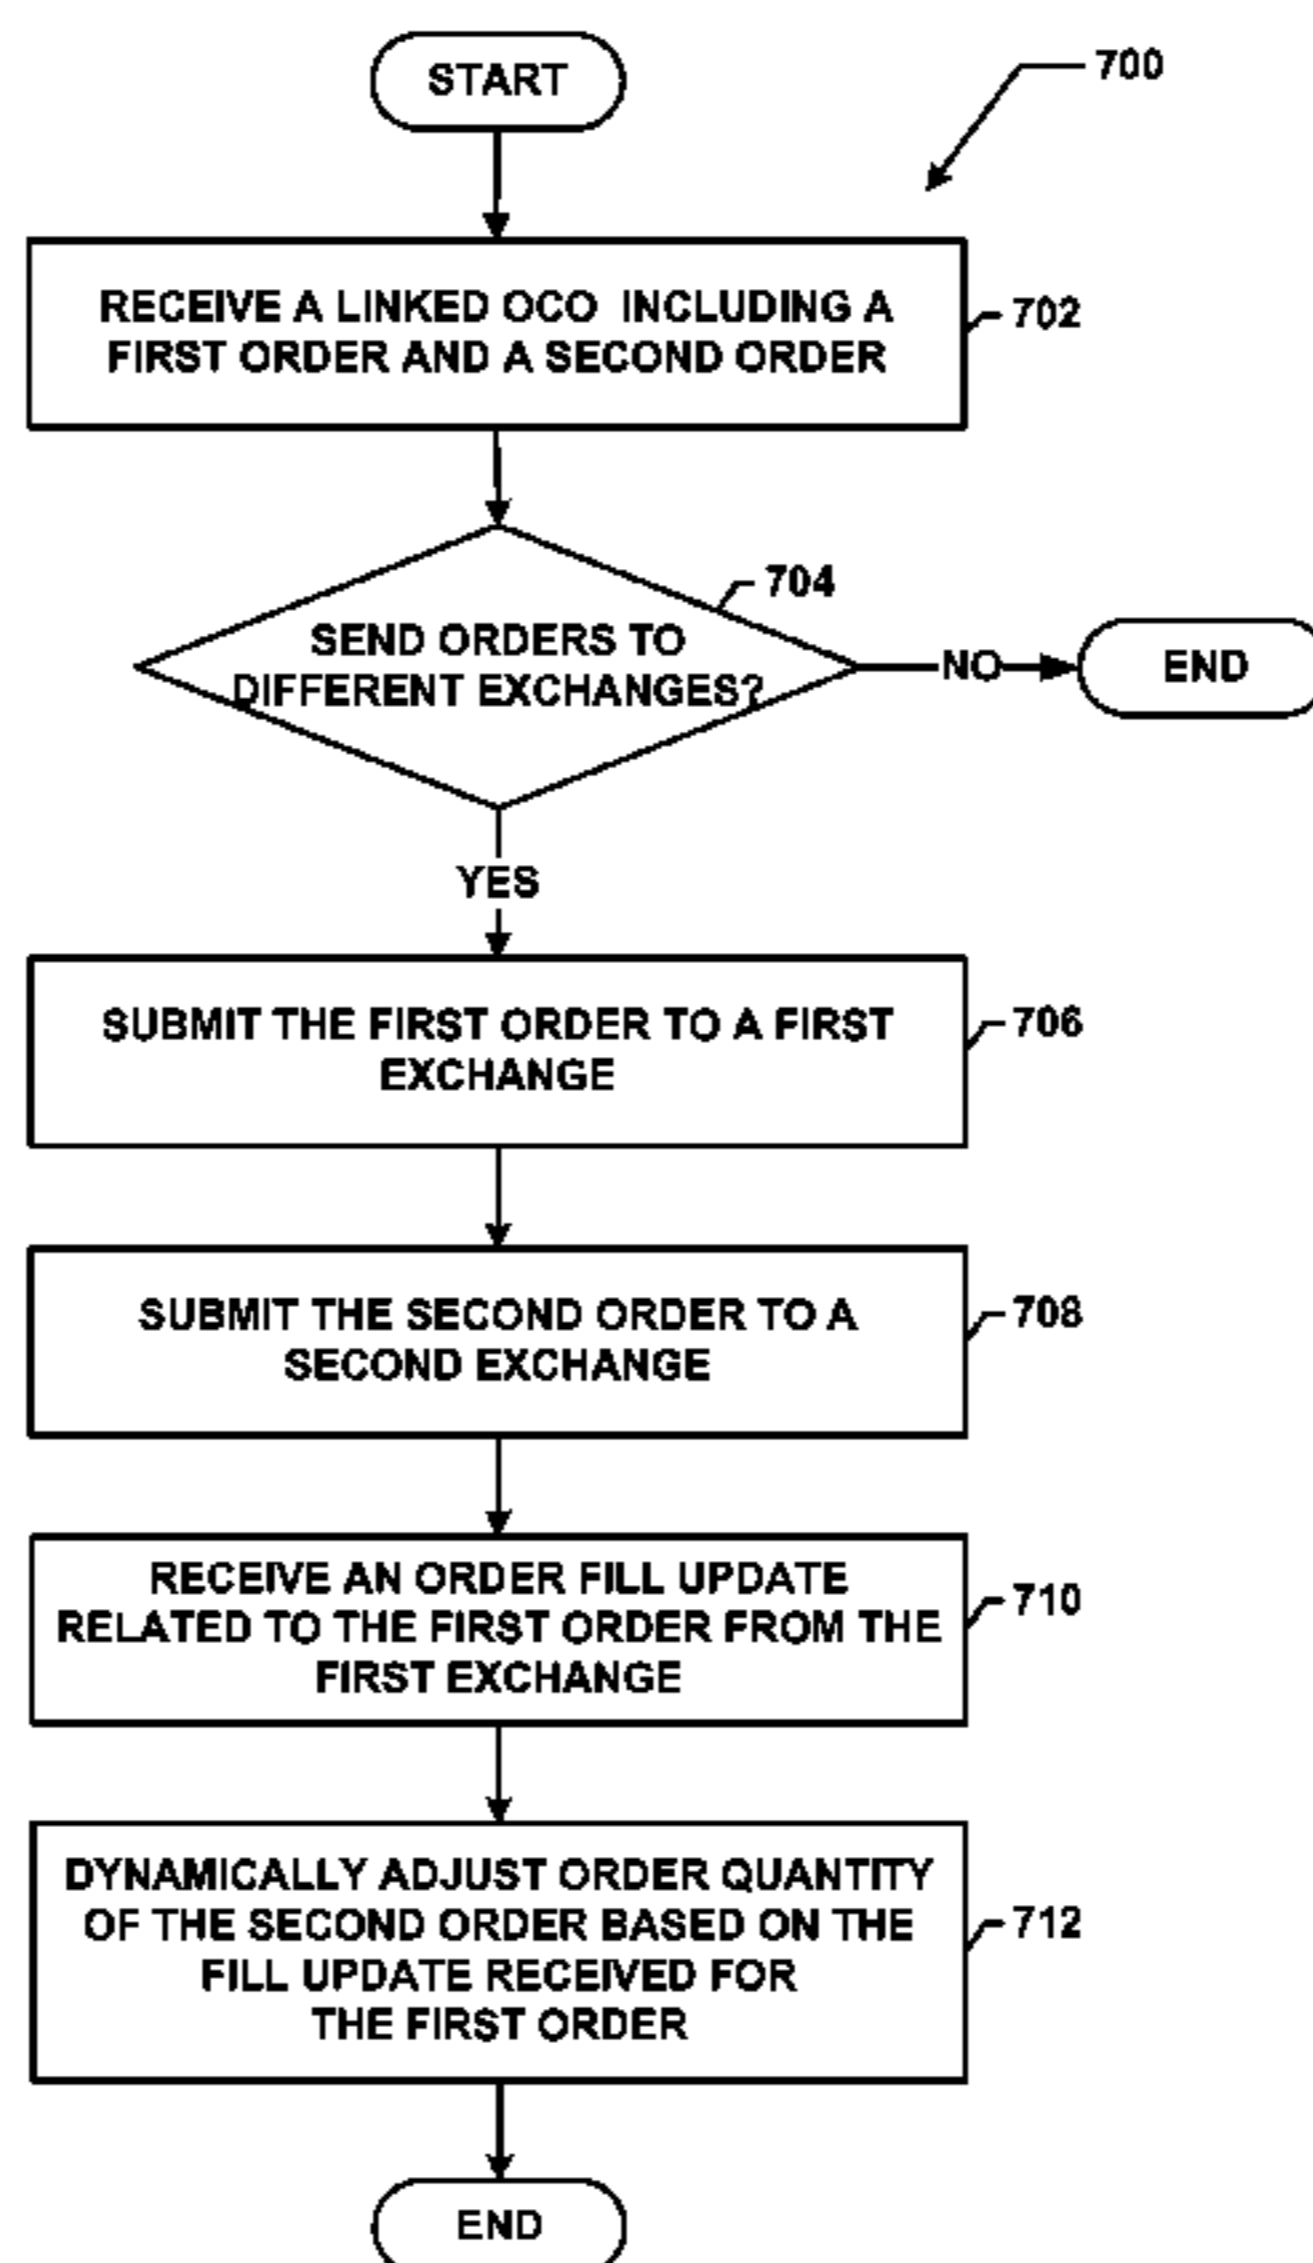 START
700
RECEIVE A LINKED OCO INCLUDING A
FIRST ORDER AND A SECOND ORDER
702
704
SEND ORDERS TO
DIFFERENT EXCHANGES?
NO
END
YES
SUBMIT THE FIRST ORDER TO A FIRST
EXCHANGE
706
SUBMIT THE SECOND ORDER TO A
SECOND EXCHANGE
708
RECEIVE AN ORDER FILL UPDATE
RELATED TO THE FIRST ORDER FROM THE
FIRST EXCHANGE
710
DYNAMICALLY ADJUST ORDER QUANTITY
OF THE SECOND ORDER BASED ON THE
FILL UPDATE RECEIVED FOR
THE FIRST ORDER
712
END